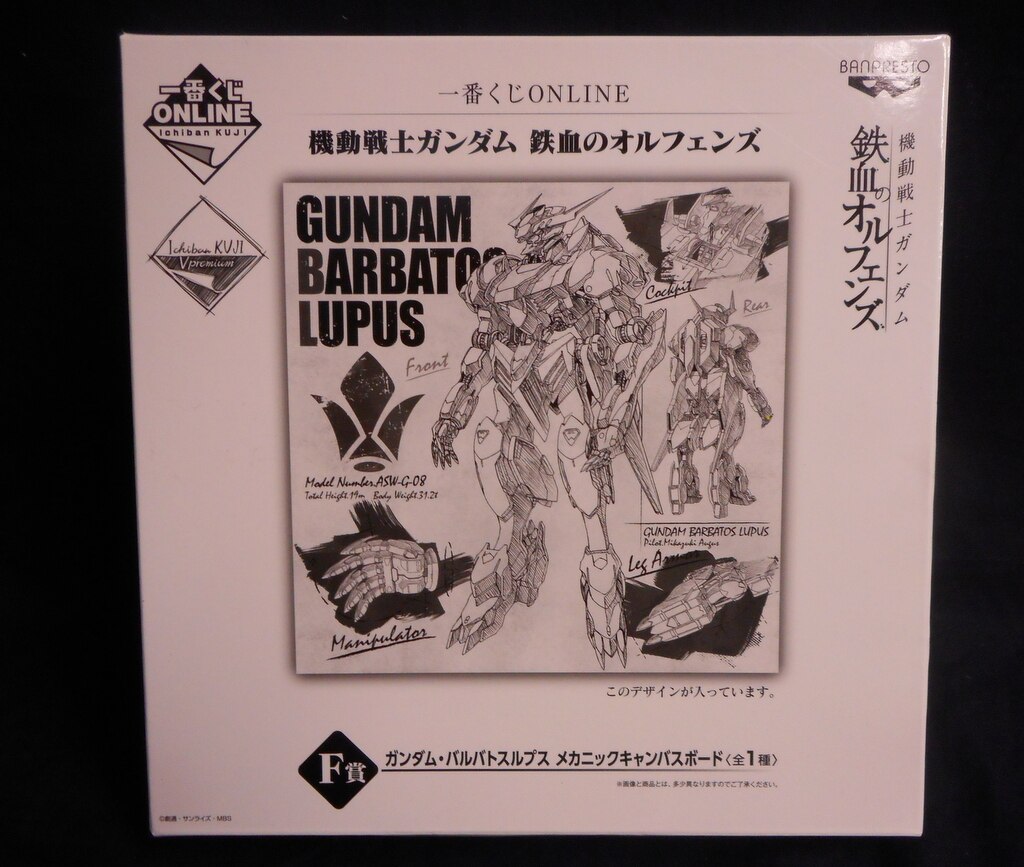 一番くじ
ONLINE
Ichiban KUJI
Ichiban KUJI
Vpremium
一番くじONLINE
機動戦士ガンダム 鉄血のオルフェンズ
BANPRESTO
機動戦士ガンダム
鉄血のオルフェンズ
GUNDAM
BARBATOS
LUPUS
Front
Cockpit
Rear
Model Number.ASW-G-08
Total Height.19m Body Weight.31.2t
GUNDAM BARBATOS LUPUS
Pilot.Mikazuki Augus
Leg Armor
Manipulator
このデザインが入っています。
F賞
ガンダム・バルバトスルプス メカニックキャンバスボード〈全1種〉
※画像と商品とは、多少異なりますのでご了承ください。
©創通・サンライズ・MBS